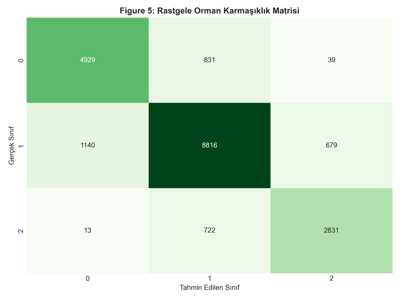 Figure 5: Rastgele Orman Karmaşıklık Matrisi
Gerçek Sınıf
0 4929 831 39
1 1140 8816 679
2 13 722 2831
0 1 2
Tahmin Edilen Sınıf